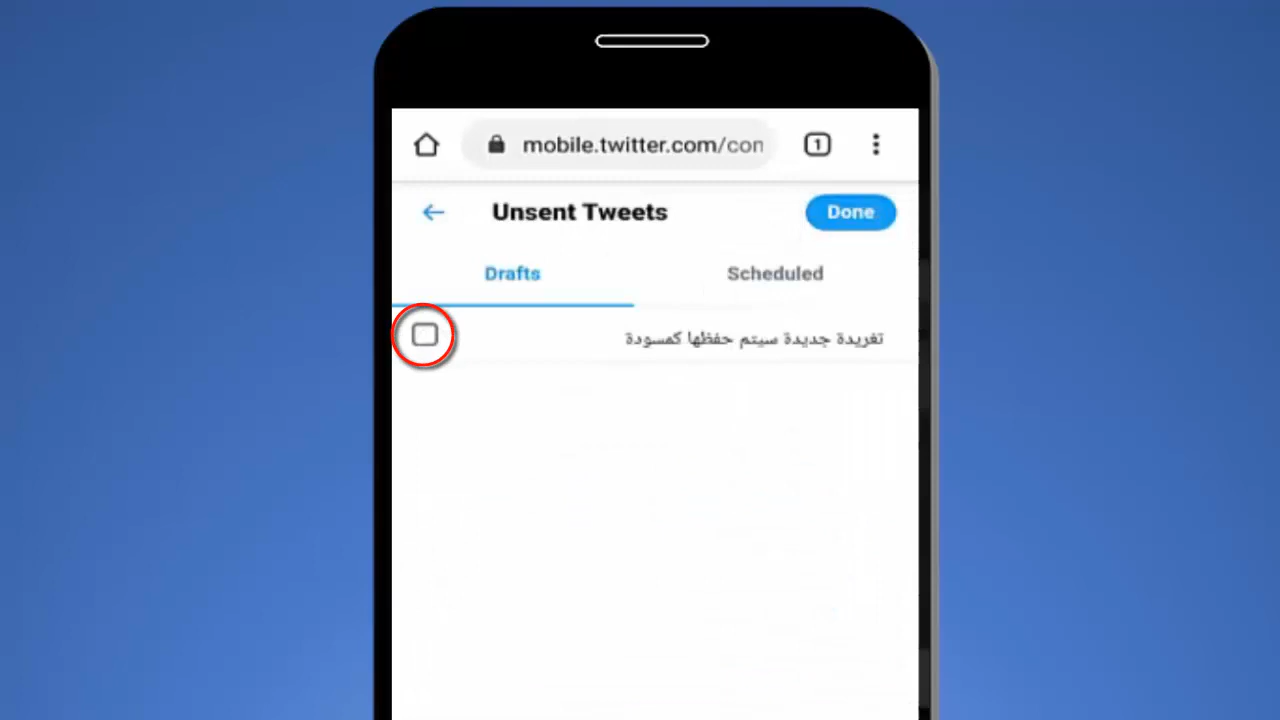 1
mobile.twitter.com/con
Unsent Tweets
Done
Drafts
Scheduled
تغريدة جديدة سيتم حفظها كمسودة